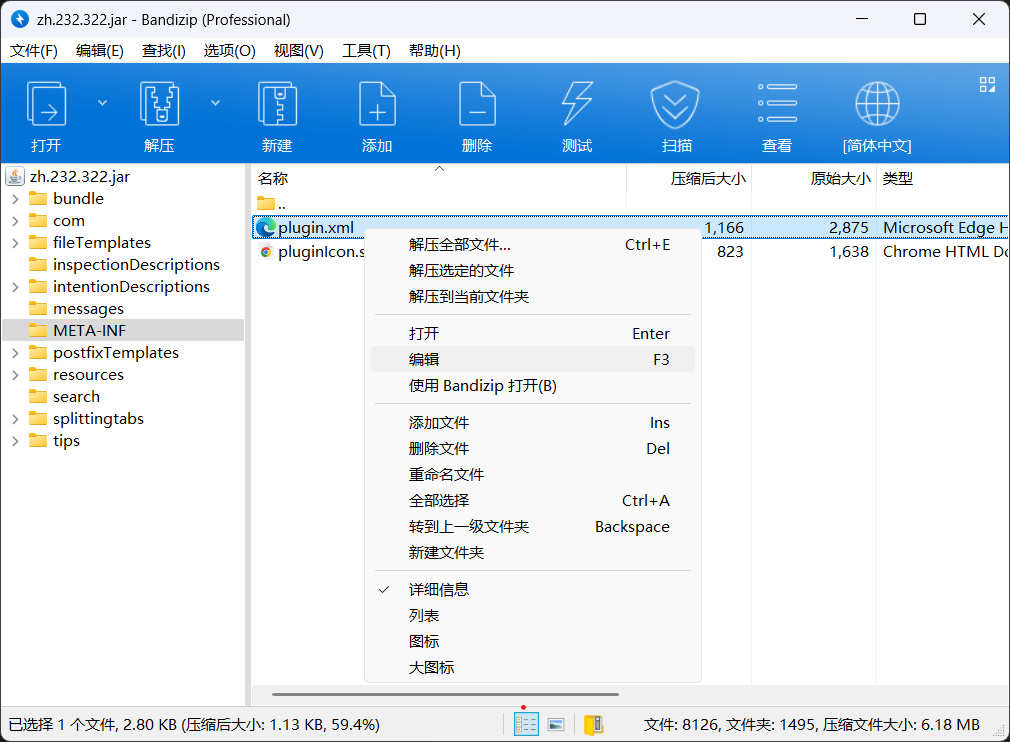 zh.232.322.jar - Bandizip (Professional)
文件(F) 编辑(E) 查找(I) 选项(O) 视图(V) 工具(T) 帮助(H)
打开 解压 新建 添加 删除 测试 扫描 查看 [简体中文]
zh.232.322.jar
bundle
com
fileTemplates
inspectionDescriptions
intentionDescriptions
messages
META-INF
postfixTemplates
resources
search
splittingtabs
tips
名称 压缩后大小 原始大小 类型
..
plugin.xml 1,166 2,875 Microsoft Edge H
pluginIcon.s 823 1,638 Chrome HTML Do
解压全部文件... Ctrl+E
解压选定的文件
解压到当前文件夹
打开 Enter
编辑 F3
使用 Bandizip 打开(B)
添加文件 Ins
删除文件 Del
重命名文件
全部选择 Ctrl+A
转到上一级文件夹 Backspace
新建文件夹
详细信息
列表
图标
大图标
已选择 1 个文件, 2.80 KB (压缩后大小: 1.13 KB, 59.4%) 文件: 8126, 文件夹: 1495, 压缩文件大小: 6.18 MB